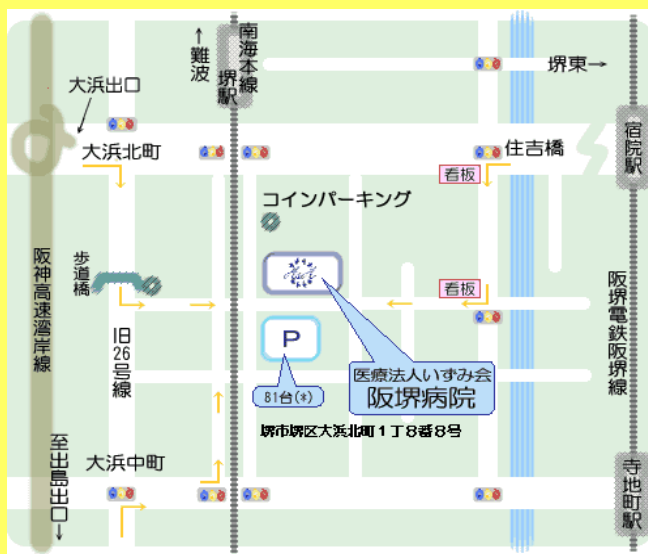 ↑難波
南海本線
堺駅
堺東→
大浜出口
大浜北町
住吉橋
宿院駅
看板
コインパーキング
歩道橋
阪神高速湾岸線
看板
旧26号線
P
81台(*)
医療法人いずみ会
阪堺病院
阪堺電鉄阪堺線
堺市堺区大浜北町1丁8番8号
大浜中町
至出島出口→
寺地町駅